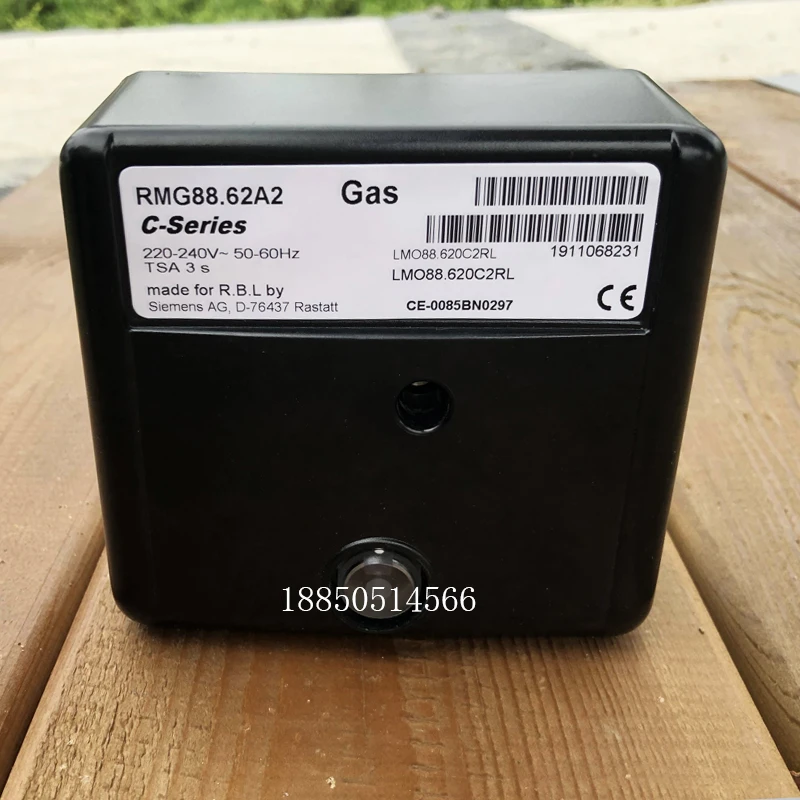 RMG88.62A2 Gas
C-Series
220-240V~ 50-60Hz
TSA 3 s
made for R.B.L by
Siemens AG, D-76437 Rastatt
LMO88.620C2RL 1911068231
LMO88.620C2RL
CE-0085BN0297
CE
18850514566